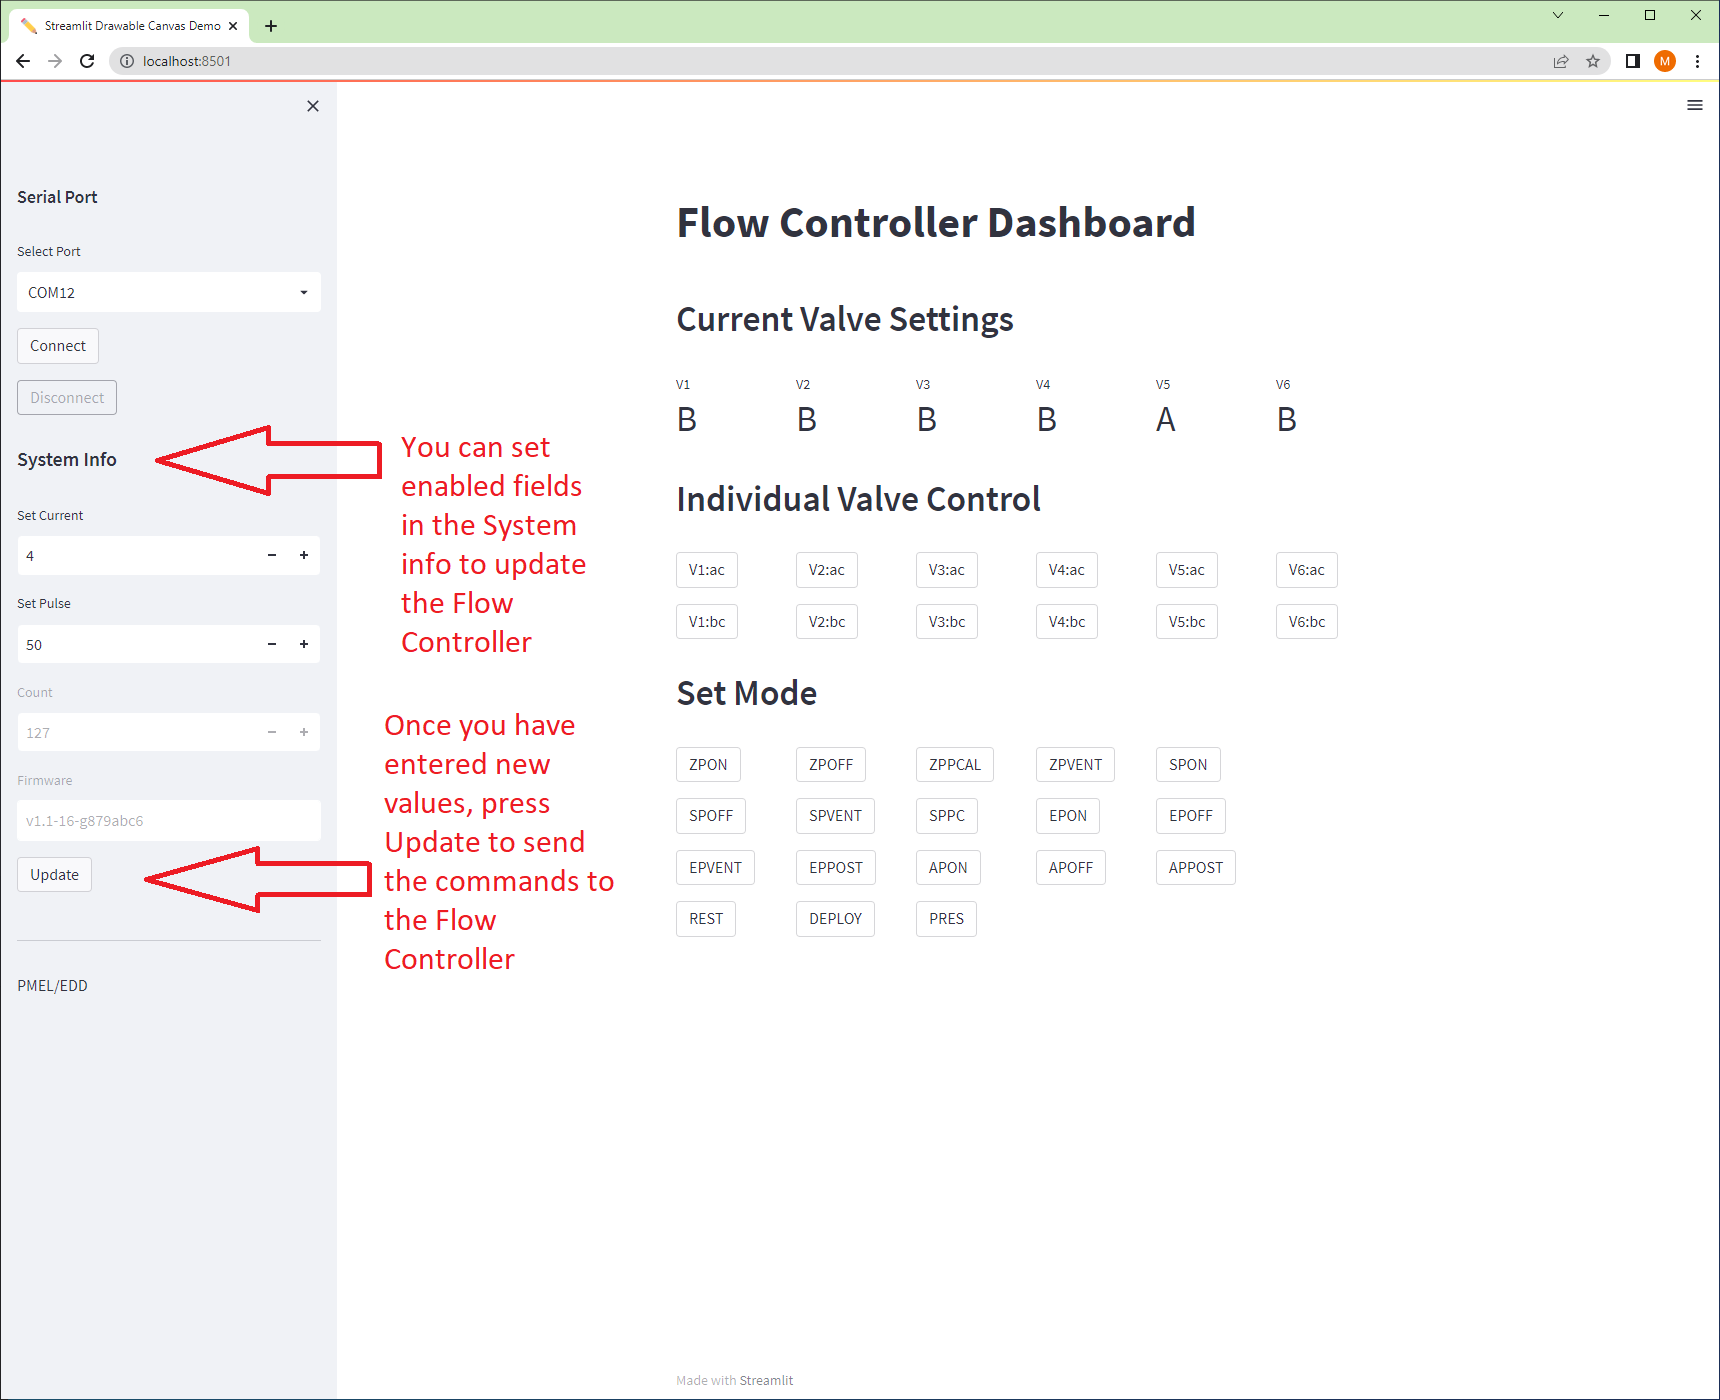 Streamlit Drawable Canvas Demo
localhost:8501
M
Serial Port
Select Port
COM12
Connect
Disconnect
System Info
Set Current
4
Set Pulse
50
Count
127
Firmware
v1.1-16-g879abc6
Update
PMEL/EDD
You can set
enabled fields
in the System
info to update
the Flow
Controller
Once you have
entered new
values, press
Update to send
the commands to
the Flow
Controller
Flow Controller Dashboard
Current Valve Settings
V1 V2 V3 V4 V5 V6
B B B B A B
Individual Valve Control
V1:ac V2:ac V3:ac V4:ac V5:ac V6:ac
V1:bc V2:bc V3:bc V4:bc V5:bc V6:bc
Set Mode
ZPON ZPOFF ZPPCAL ZPVENT SPON
SPOFF SPVENT SPPC EPON EPOFF
EPVENT EPPOST APON APOFF APPOST
REST DEPLOY PRES
Made with Streamlit